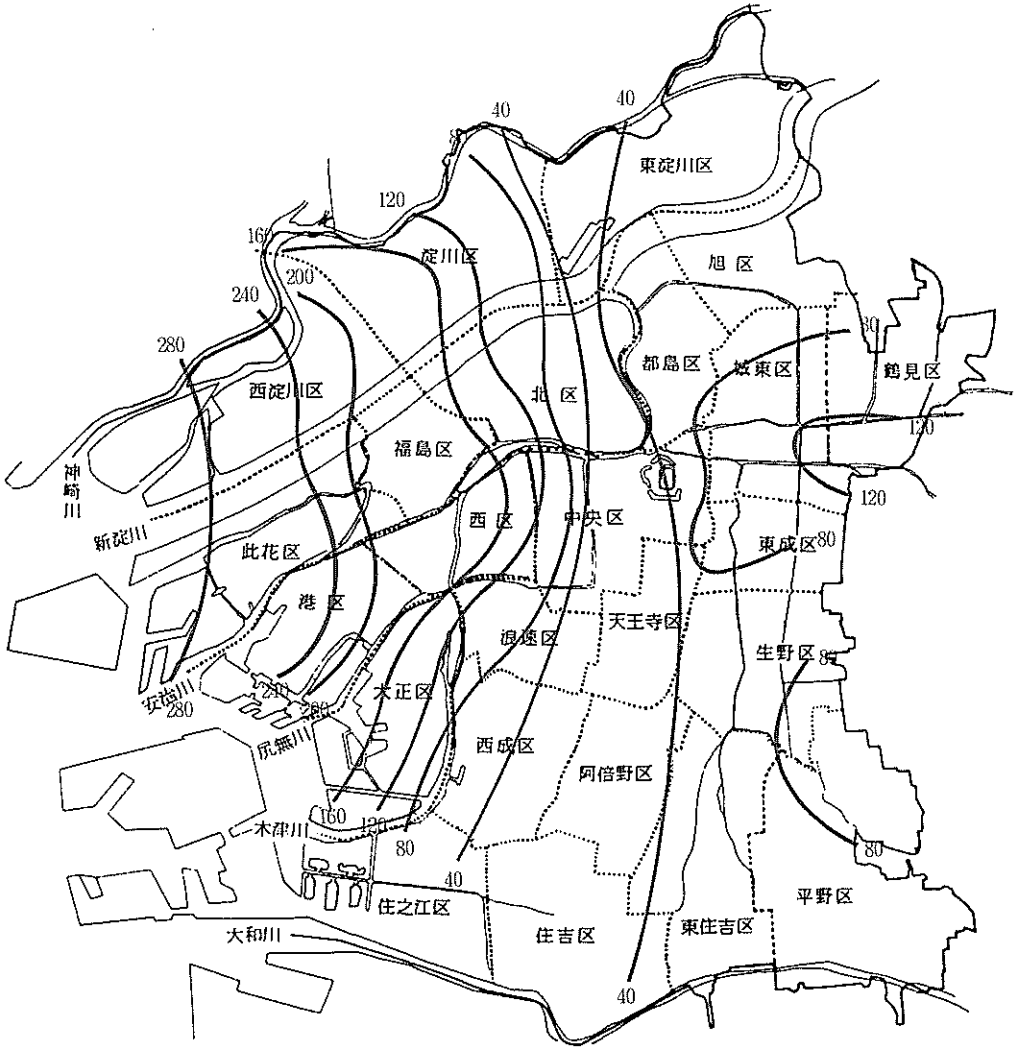 40
40
東淀川区
120
160
淀川区
旭区
200
240
280
80
都島区
城東区
鶴見区
西淀川区
北区
120
福島区
神崎川
120
西区
中央区
新淀川
東成区
80
此花区
港区
天王寺区
浪速区
生野区
80
大正区
安治川
240
280
200
尻無川
西成区
阿倍野区
160
120
木津川
80
80
40
平野区
住之江区
東住吉区
大和川
住吉区
40